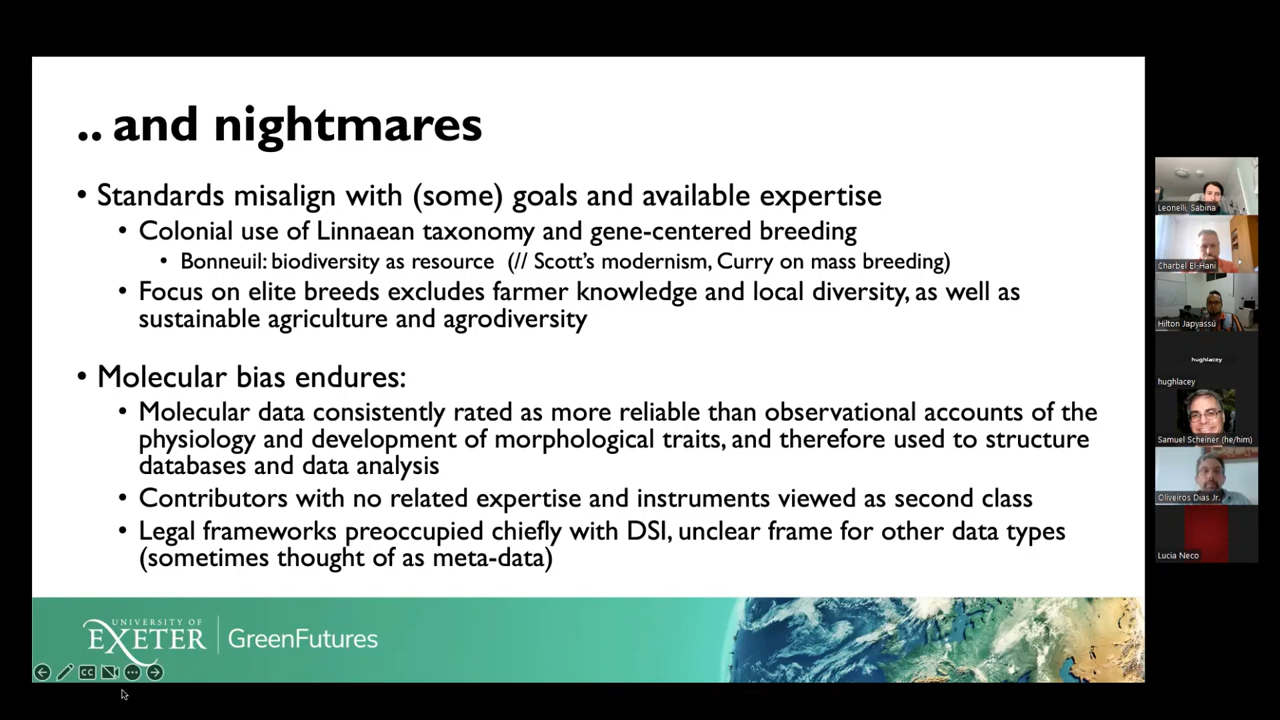 .. and nightmares
• Standards misalign with (some) goals and available expertise
• Colonial use of Linnaean taxonomy and gene-centered breeding
• Bonneuil: biodiversity as resource (// Scott's modernism, Curry on mass breeding)
• Focus on elite breeds excludes farmer knowledge and local diversity, as well as
sustainable agriculture and agrodiversity
• Molecular bias endures:
• Molecular data consistently rated as more reliable than observational accounts of the
physiology and development of morphological traits, and therefore used to structure
databases and data analysis
• Contributors with no related expertise and instruments viewed as second class
• Legal frameworks preoccupied chiefly with DSI, unclear frame for other data types
(sometimes thought of as meta-data)
UNIVERSITY OF
EXETER
GreenFutures
CC
Leonelli, Sabina
Charbel El-Hani
Hilton Japyassú
hughlacey
hughlacey
Samuel Scheiner (he/him)
Oliveiros Dias Jr.
Lucia Neco